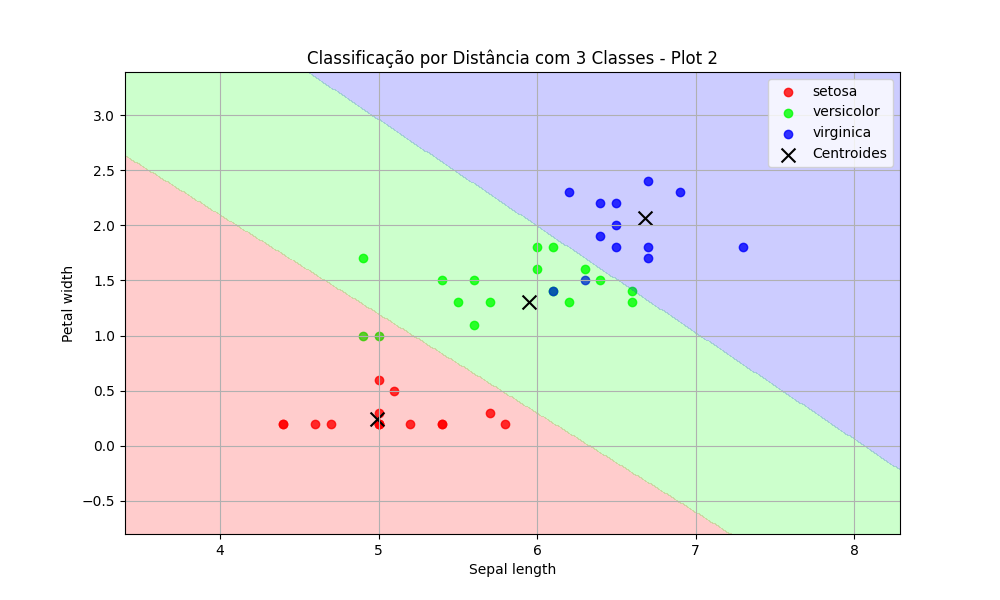 Classificação por Distância com 3 Classes - Plot 2
setosa
versicolor
virginica
Centroides
Petal width
3.0
2.5
2.0
1.5
1.0
0.5
0.0
−0.5
4 5 6 7 8
Sepal length